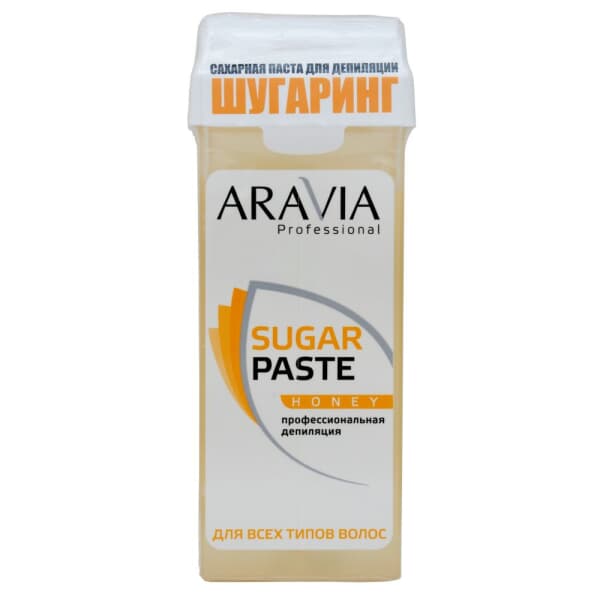 САХАРНАЯ ПАСТА ДЛЯ ДЕПИЛЯЦИИ
ШУГАРИНГ
ARAVIA
Professional
SUGAR
PASTE
HONEY
профессиональная
депиляция
ДЛЯ ВСЕХ ТИПОВ ВОЛОС